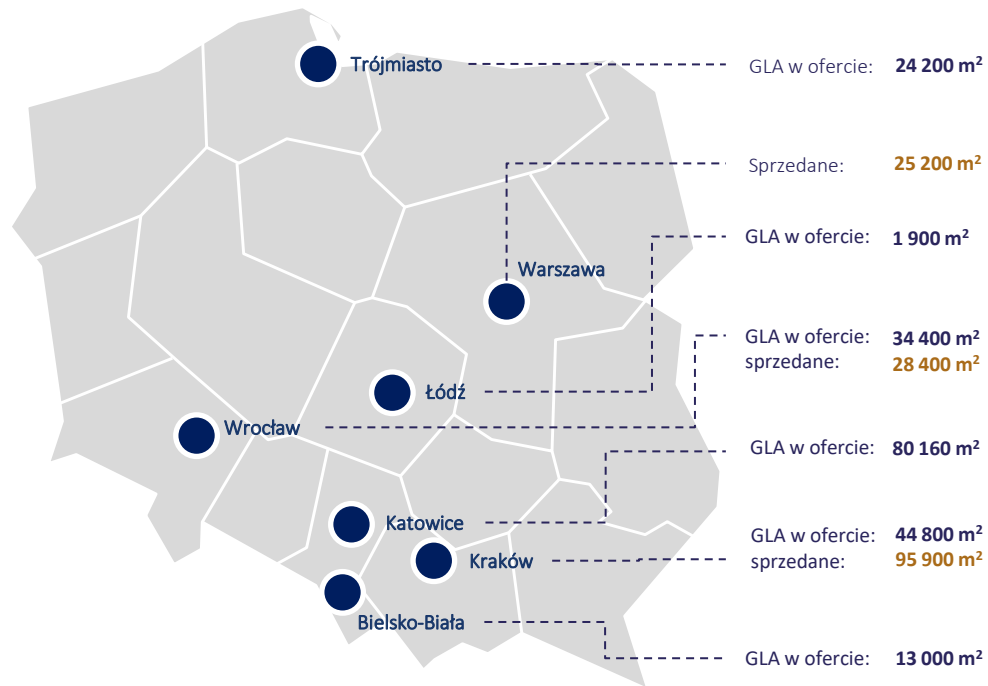 Trójmiasto
GLA w ofercie: 24 200 m²
Sprzedane: 25 200 m²
GLA w ofercie: 1 900 m²
Warszawa
GLA w ofercie: 34 400 m²
sprzedane: 28 400 m²
Łódź
Wrocław
GLA w ofercie: 80 160 m²
Katowice
GLA w ofercie: 44 800 m²
Kraków
sprzedane: 95 900 m²
Bielsko-Biała
GLA w ofercie: 13 000 m²